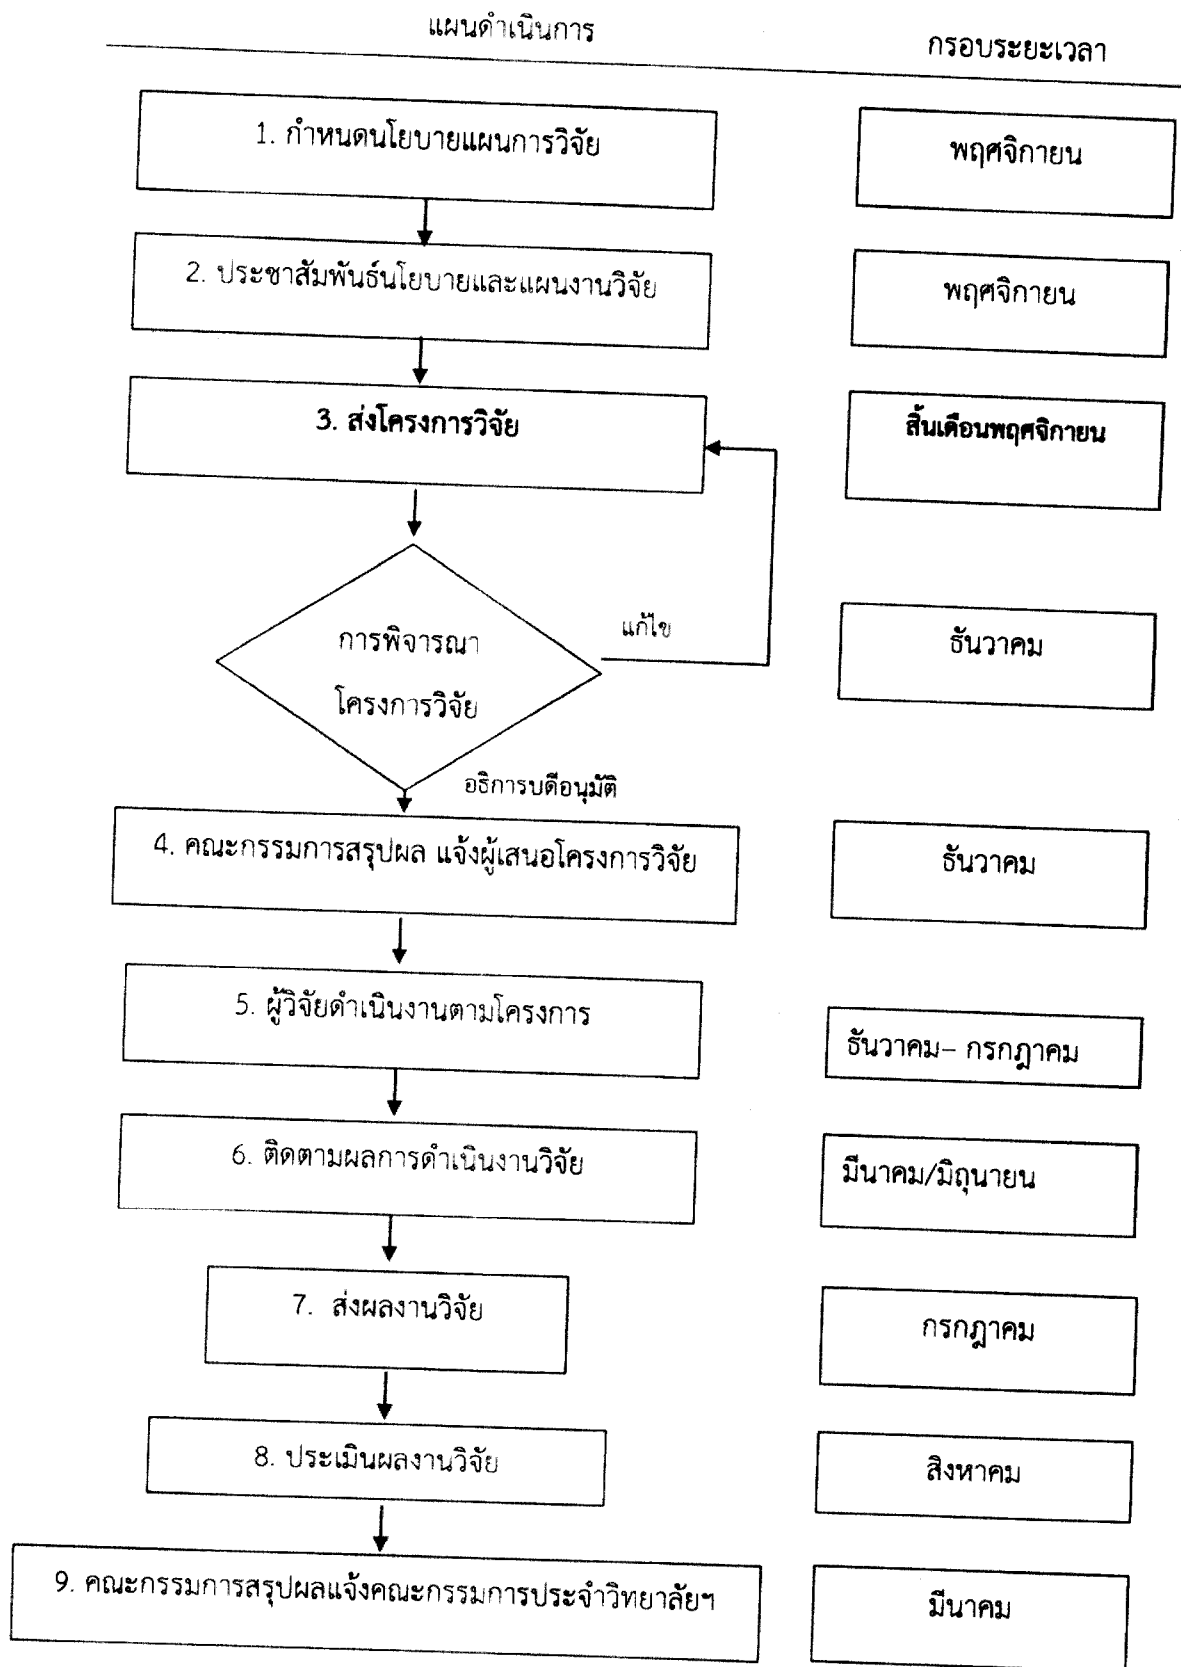 แผนดำเนินการ
กรอบระยะเวลา
1. กำหนดนโยบายแผนการวิจัย
พฤศจิกายน
2. ประชาสัมพันธ์นโยบายและแผนงานวิจัย
พฤศจิกายน
3. ส่งโครงการวิจัย
สิ้นเดือนพฤศจิกายน
การพิจารณา
โครงการวิจัย
แก้ไข
ธันวาคม
อธิการบดีอนุมัติ
4. คณะกรรมการสรุปผล แจ้งผู้เสนอโครงการวิจัย
ธันวาคม
5. ผู้วิจัยดำเนินงานตามโครงการ
ธันวาคม– กรกฎาคม
6. ติดตามผลการดำเนินงานวิจัย
มีนาคม/มิถุนายน
7. ส่งผลงานวิจัย
กรกฎาคม
8. ประเมินผลงานวิจัย
สิงหาคม
9. คณะกรรมการสรุปผลแจ้งคณะกรรมการประจำวิทยาลัยฯ
มีนาคม